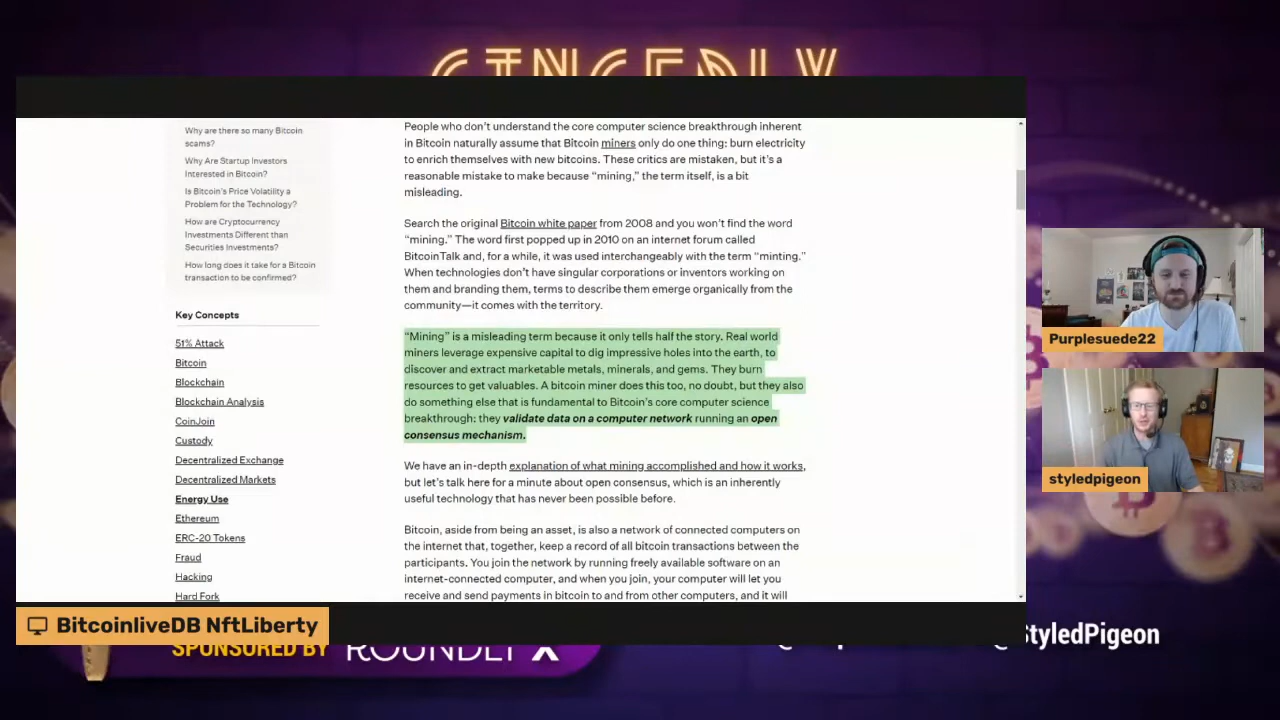 Why are there so many Bitcoin
scams?
Why Are Startup Investors
Interested in Bitcoin?
Is Bitcoin's Price Volatility a
Problem for the Technology?
How are Cryptocurrency
Investments Different than
Securities Investments?
How long does it take for a Bitcoin
transaction to be confirmed?
Key Concepts
51% Attack
Bitcoin
Blockchain
Blockchain Analysis
CoinJoin
Custody
Decentralized Exchange
Decentralized Markets
Energy Use
Ethereum
ERC-20 Tokens
Fraud
Hacking
Hard Fork
People who don't understand the core computer science breakthrough inherent
in Bitcoin naturally assume that Bitcoin miners only do one thing: burn electricity
to enrich themselves with new bitcoins. These critics are mistaken, but it's a
reasonable mistake to make because “mining,” the term itself, is a bit
misleading.
Search the original Bitcoin white paper from 2008 and you won't find the word
“mining.” The word first popped up in 2010 on an internet forum called
BitcoinTalk and, for a while, it was used interchangeably with the term “minting.”
When technologies don't have singular corporations or inventors working on
them and branding them, terms to describe them emerge organically from the
community—it comes with the territory.
“Mining” is a misleading term because it only tells half the story. Real world
miners leverage expensive capital to dig impressive holes into the earth, to
discover and extract marketable metals, minerals, and gems. They burn
resources to get valuables. A bitcoin miner does this too, no doubt, but they also
do something else that is fundamental to Bitcoin's core computer science
breakthrough: they validate data on a computer network running an open
consensus mechanism.
We have an in-depth explanation of what mining accomplished and how it works,
but let's talk here for a minute about open consensus, which is an inherently
useful technology that has never been possible before.
Bitcoin, aside from being an asset, is also a network of connected computers on
the internet that, together, keep a record of all bitcoin transactions between the
participants. You join the network by running freely available software on an
internet-connected computer, and when you join, your computer will let you
receive and send payments in bitcoin to and from other computers, and it will
Purplesuede22
styledpigeon
BitcoinliveDB NftLiberty
SPONSORED BY ROUNDLY X
StyledPigeon